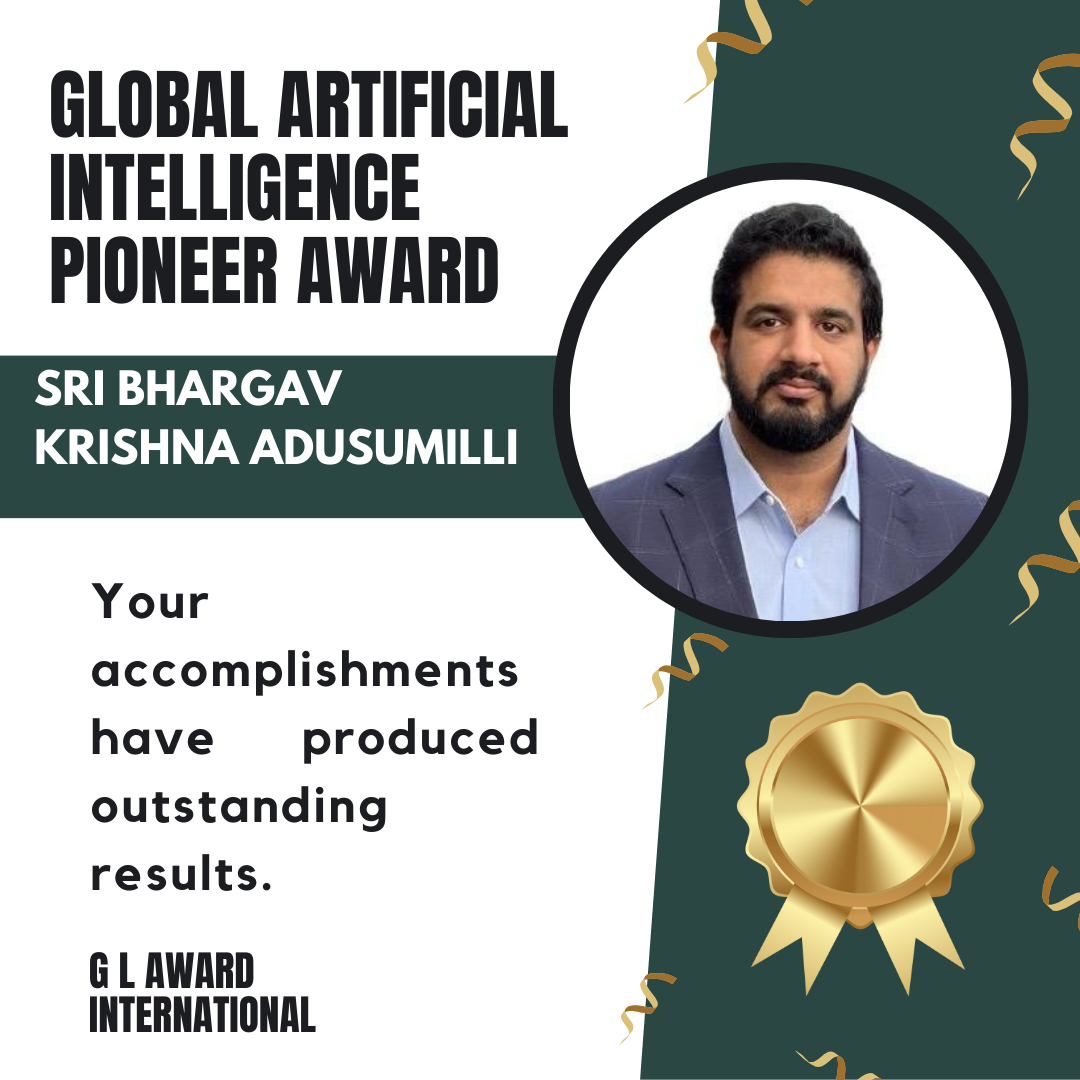 GLOBAL ARTIFICIAL
INTELLIGENCE
PIONEER AWARD
SRI BHARGAV
KRISHNA ADUSUMILLI
Your
accomplishments
have produced
outstanding
results.
G L AWARD
INTERNATIONAL